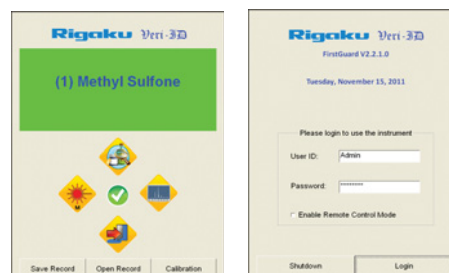 Rigaku Veri-ID
(1) Methyl Sulfone
M
Save Record
Open Record
Calibration
Rigaku Veri-ID
FirstGuard V2.2.1.0
Tuesday, November 15, 2011
Please login to use the instrument
User ID: Admin
Password: ********
Enable Remote Control Mode
Shutdown
Login